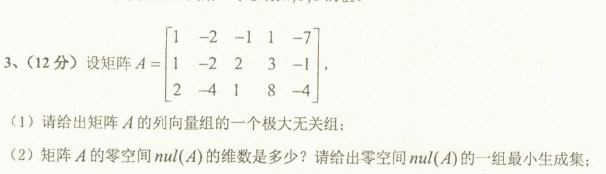 3、(12分) 设矩阵 A = [1 -2 -1 1 -7
1 -2 2 3 -1
2 -4 1 8 -4],
(1) 请给出矩阵 A 的列向量组的一个极大无关组;
(2) 矩阵 A 的零空间 nul(A) 的维数是多少？请给出零空间 nul(A) 的一组最小生成集;